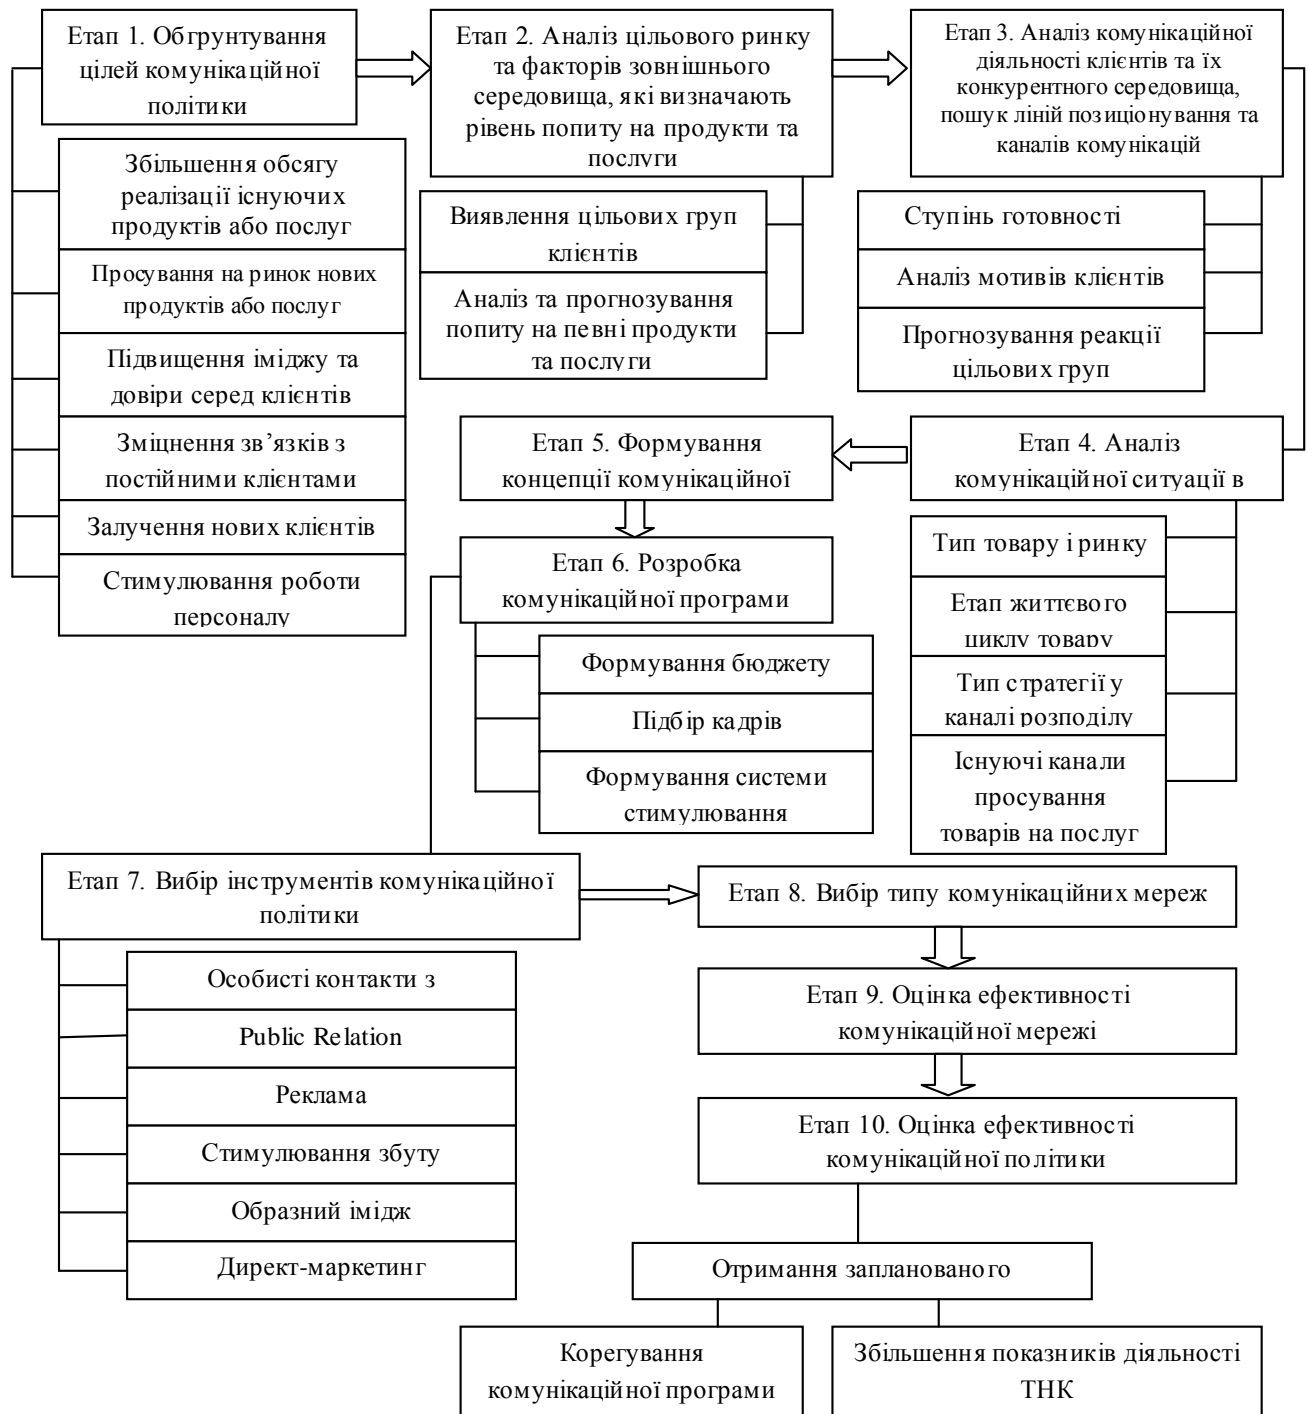 Етап 1. Обґрунтування
цілей комунікаційної
політики
Збільшення обсягу
реалізації існуючих
продуктів або послуг
Просування на ринок нових
продуктів або послуг
Підвищення іміджу та
довіри серед клієнтів
Зміцнення зв’язків з
постійними клієнтами
Залучення нових клієнтів
Стимулювання роботи
персоналу
Етап 2. Аналіз цільового ринку
та факторів зовнішнього
середовища, які визначають
рівень попиту на продукти та
послуги
Виявлення цільових груп
клієнтів
Аналіз та прогнозування
попиту на певні продукти
та послуги
Етап 3. Аналіз комунікаційної
діяльності клієнтів та їх
конкурентного середовища,
пошук ліній позиціонування та
каналів комунікацій
Ступінь готовності
Аналіз мотивів клієнтів
Прогнозування реакції
цільових груп
Етап 4. Аналіз
комунікаційної ситуації в
Тип товару і ринку
Етап життєвого
циклу товару
Тип стратегії у
каналі розподілу
Існуючі канали
просування
товарів на послуг
Етап 5. Формування
концепції комунікаційної
Етап 6. Розробка
комунікаційної програми
Формування бюджету
Підбір кадрів
Формування системи
стимулювання
Етап 7. Вибір інструментів комунікаційної
політики
Особисті контакти з
Public Relation
Реклама
Стимулювання збуту
Образний імідж
Директ-маркетинг
Етап 8. Вибір типу комунікаційних мереж
Етап 9. Оцінка ефективності
комунікаційної мережі
Етап 10. Оцінка ефективності
комунікаційної політики
Отримання запланованого
Корегування
комунікаційної програми
Збільшення показників діяльності
ТНК